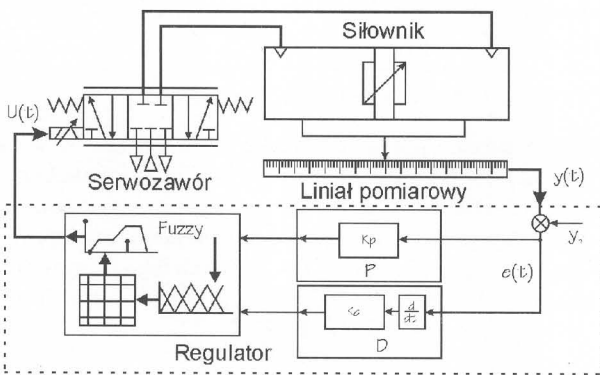 Siłownik
U(t)
Serwozawór
Liniał pomiarowy
y(t)
Fuzzy
Kp
P
e(t)
d
dt
D
Regulator